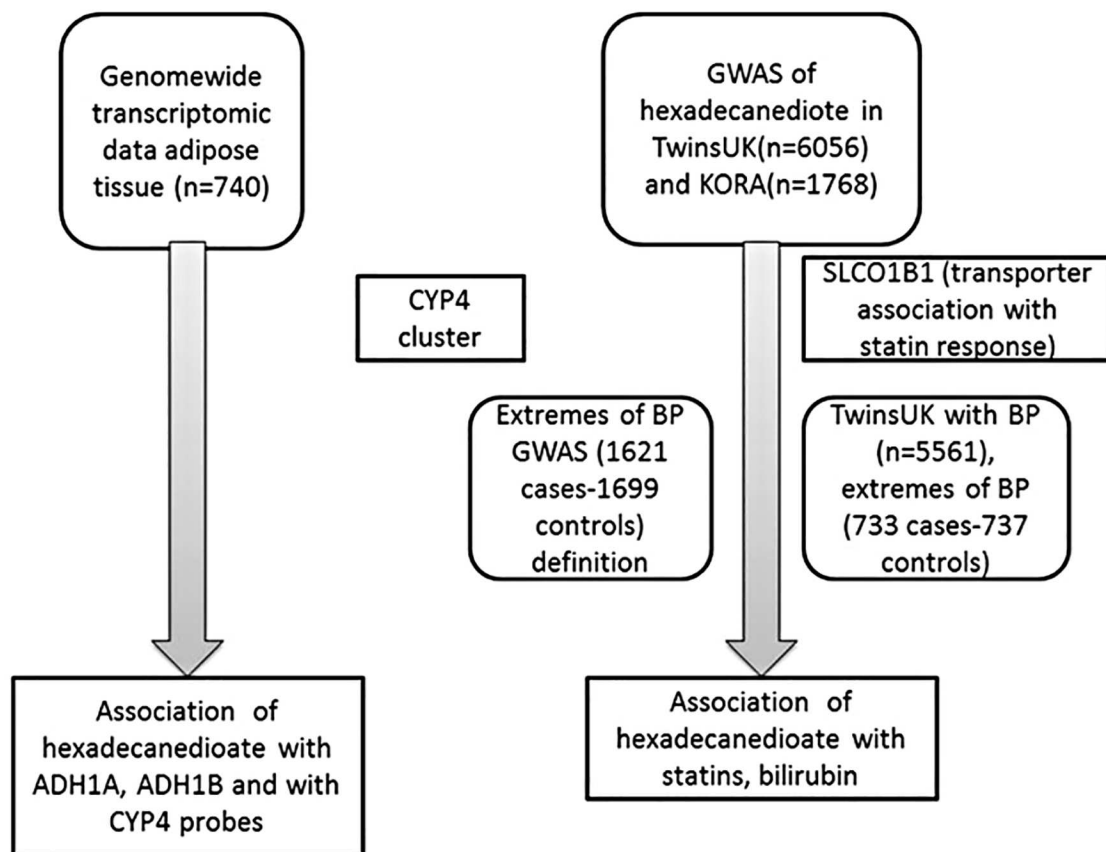 Genomewide
transcriptomic
data adipose
tissue (n=740)
GWAS of
hexadecanediote in
TwinsUK(n=6056)
and KORA(n=1768)
CYP4
cluster
SLCO1B1 (transporter
association with
statin response)
Extremes of BP
GWAS (1621
cases-1699
controls)
definition
TwinsUK with BP
(n=5561),
extremes of BP
(733 cases-737
controls)
Association of
hexadecanedioate with
ADH1A, ADH1B and with
CYP4 probes
Association of
hexadecanedioate with
statins, bilirubin